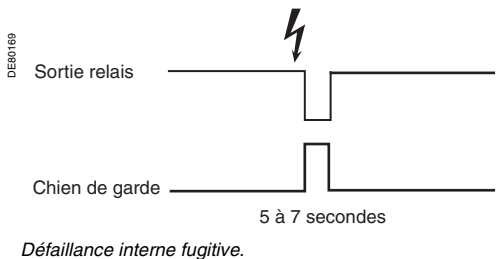 DE80169
Sortie relais
Chien de garde
5 à 7 secondes
Défaillance interne fugitive.